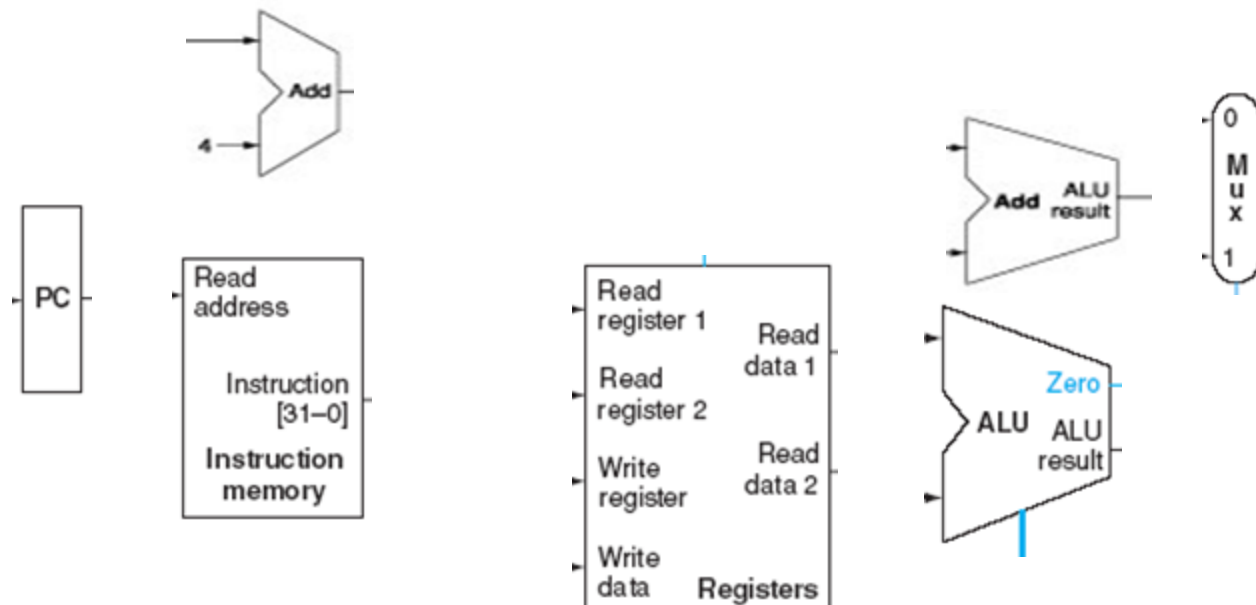 Add
4
PC
Read
address
Instruction
[31–0]
Instruction
memory
Read
register 1
Read
register 2
Write
register
Write
data
Read
data 1
Read
data 2
Registers
Add
ALU
result
0
M
u
x
1
Zero
ALU
ALU
result